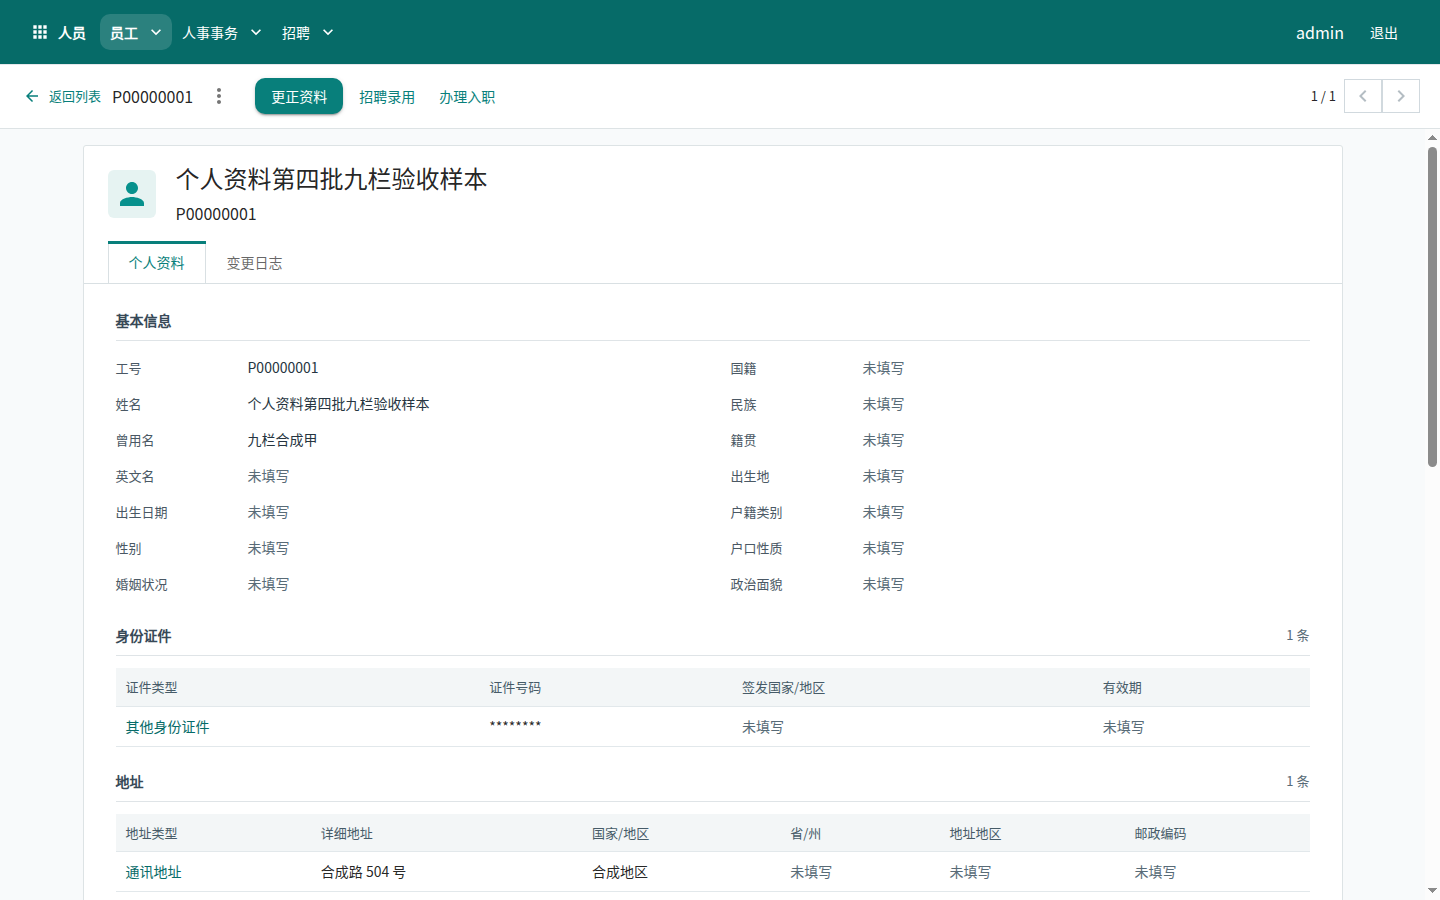 人员 员工 人事事务 招聘 admin 退出
返回列表 P00000001 更正资料 招聘录用 办理入职 1 / 1
个人资料第四批九栏验收样本
P00000001
个人资料 变更日志
基本信息
工号 P00000001 国籍 未填写
姓名 个人资料第四批九栏验收样本 民族 未填写
曾用名 九栏合成甲 籍贯 未填写
英文名 未填写 出生地 未填写
出生日期 未填写 户籍类别 未填写
性别 未填写 户口性质 未填写
婚姻状况 未填写 政治面貌 未填写
身份证件 1 条
证件类型 证件号码 签发国家/地区 有效期
其他身份证件 ******** 未填写 未填写
地址 1 条
地址类型 详细地址 国家/地区 省/州 地址地区 邮政编码
通讯地址 合成路 504 号 合成地区 未填写 未填写 未填写